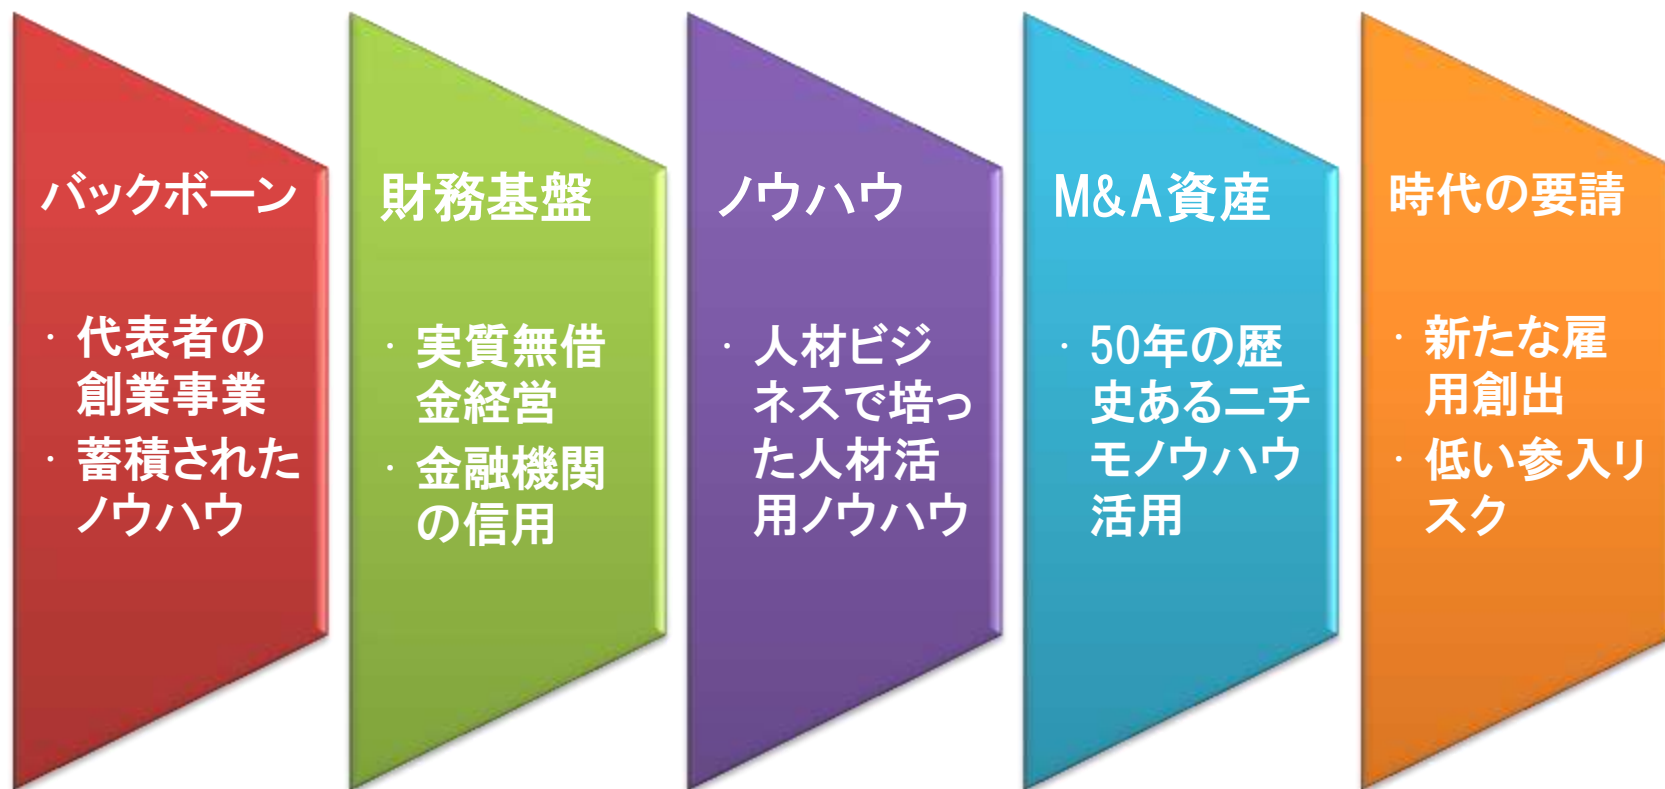 バックボーン
・代表者の
創業事業
・蓄積された
ノウハウ
財務基盤
・実質無借
金経営
・金融機関
の信用
ノウハウ
・人材ビジ
ネスで培っ
た人材活
用ノウハウ
M&A資産
・50年の歴
史あるニチ
モノウハウ
活用
時代の要請
・新たな雇
用創出
・低い参入リ
スク